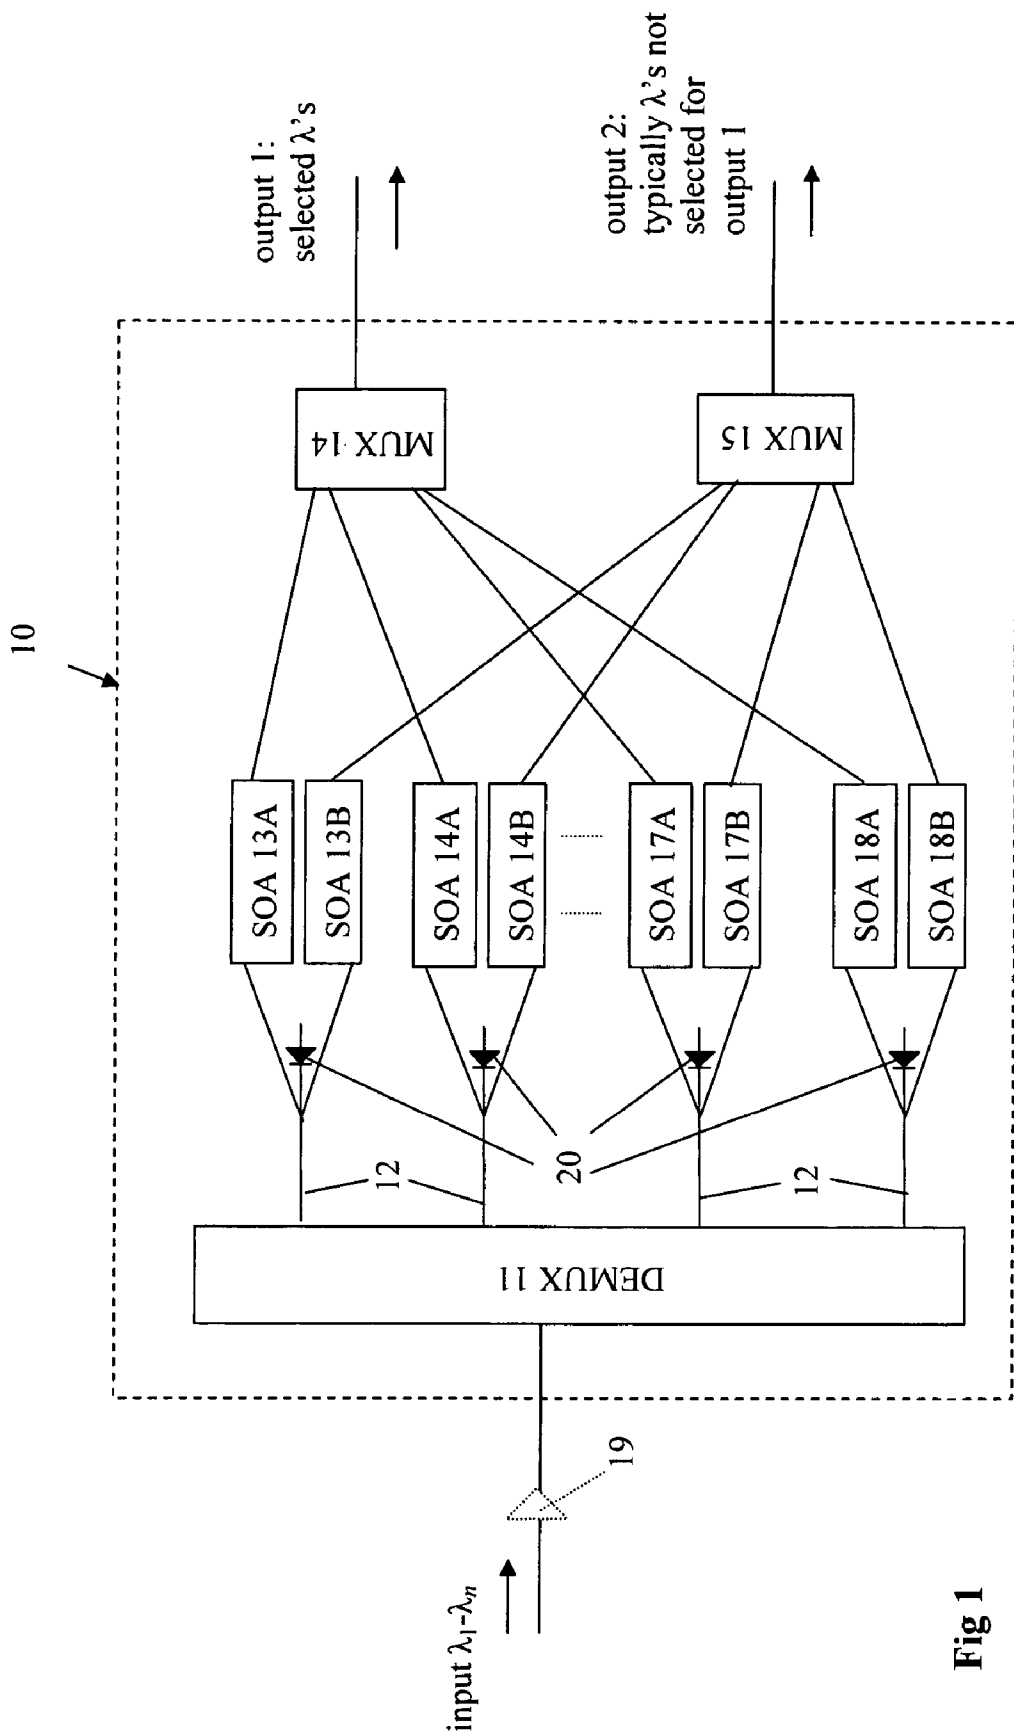 10
output 1:
selected λ's
output 2:
typically λ's not
selected for
output 1
MUX 14
MUX 15
SOA 13A
SOA 13B
SOA 14A
SOA 14B
SOA 17A
SOA 17B
SOA 18A
SOA 18B
12
20
12
DEMUX 11
19
input λ1-λn
Fig 1